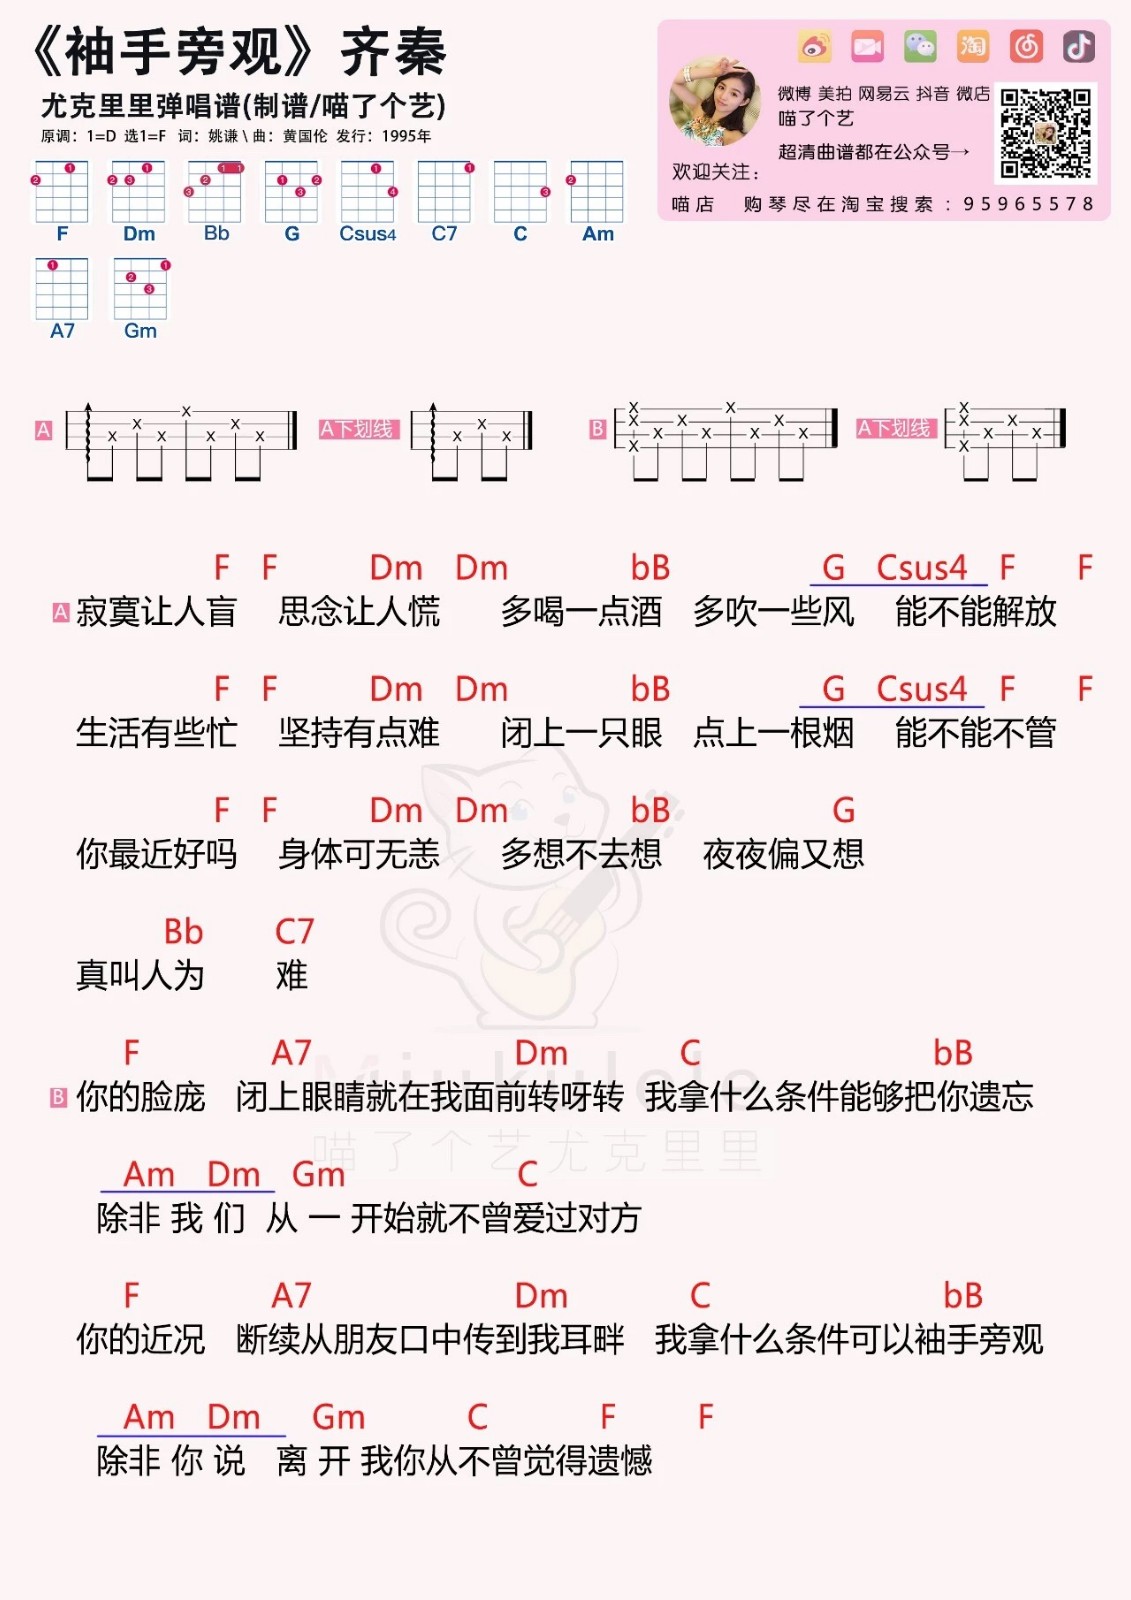 《袖手旁观》齐秦
尤克里里弹唱谱(制谱/喵了个艺)
原调：1=D 选1=F 词：姚谦\曲：黄国伦 发行：1995年
微博 美拍 网易云 抖音 微店
喵了个艺
超清曲谱都在公众号→
欢迎关注：
喵店 购琴尽在淘宝搜索：95965578
淘
F Dm Bb G Csus4 C7 C Am
A7 Gm
A A下划线 B A下划线
F F Dm Dm bB G Csus4 F F
A 寂寞让人盲 思念让人慌 多喝一点酒 多吹一些风 能不能解放
F F Dm Dm bB G Csus4 F F
生活有些忙 坚持有点难 闭上一只眼 点上一根烟 能不能不管
F F Dm Dm bB G
你最近好吗 身体可无恙 多想不去想 夜夜偏又想
Bb C7
真叫人为 难
F A7 Dm C bB
B 你的脸庞 闭上眼睛就在我面前转呀转 我拿什么条件能够把你遗忘
Miukulele
喵了个艺尤克里里
Am Dm Gm C
除非 我 们 从 一 开始就不曾爱过对方
F A7 Dm C bB
你的近况 断续从朋友口中传到我耳畔 我拿什么条件可以袖手旁观
Am Dm Gm C F F
除非 你 说 离 开 我你从不曾觉得遗憾